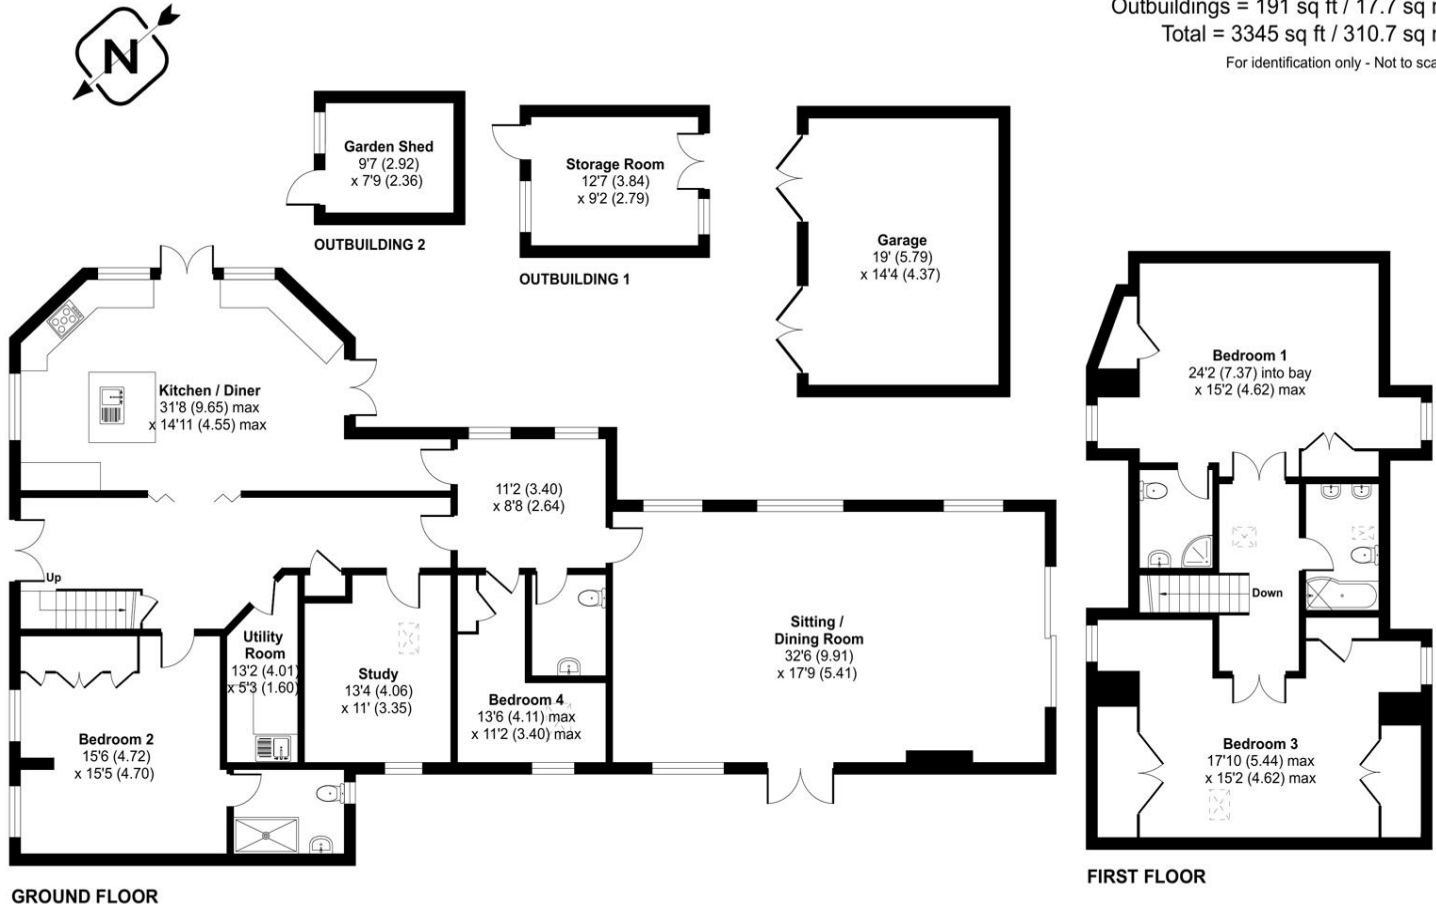 N
Outbuildings = 191 sq ft / 17.7 sq
Total = 3345 sq ft / 310.7 sq
For identification only - Not to sca
Garden Shed
9'7 (2.92)
x 7'9 (2.36)
OUTBUILDING 2
Storage Room
12'7 (3.84)
x 9'2 (2.79)
OUTBUILDING 1
Garage
19' (5.79)
x 14'4 (4.37)
Kitchen / Diner
31'8 (9.65) max
x 14'11 (4.55) max
11'2 (3.40)
x 8'8 (2.64)
Up
Utility
Room
13'2 (4.01)
x 5'3 (1.60)
Study
13'4 (4.06)
x 11' (3.35)
Bedroom 4
13'6 (4.11) max
x 11'2 (3.40) max
Sitting /
Dining Room
32'6 (9.91)
x 17'9 (5.41)
Bedroom 2
15'6 (4.72)
x 15'5 (4.70)
GROUND FLOOR
Bedroom 1
24'2 (7.37) into bay
x 15'2 (4.62) max
Down
Bedroom 3
17'10 (5.44) max
x 15'2 (4.62) max
FIRST FLOOR